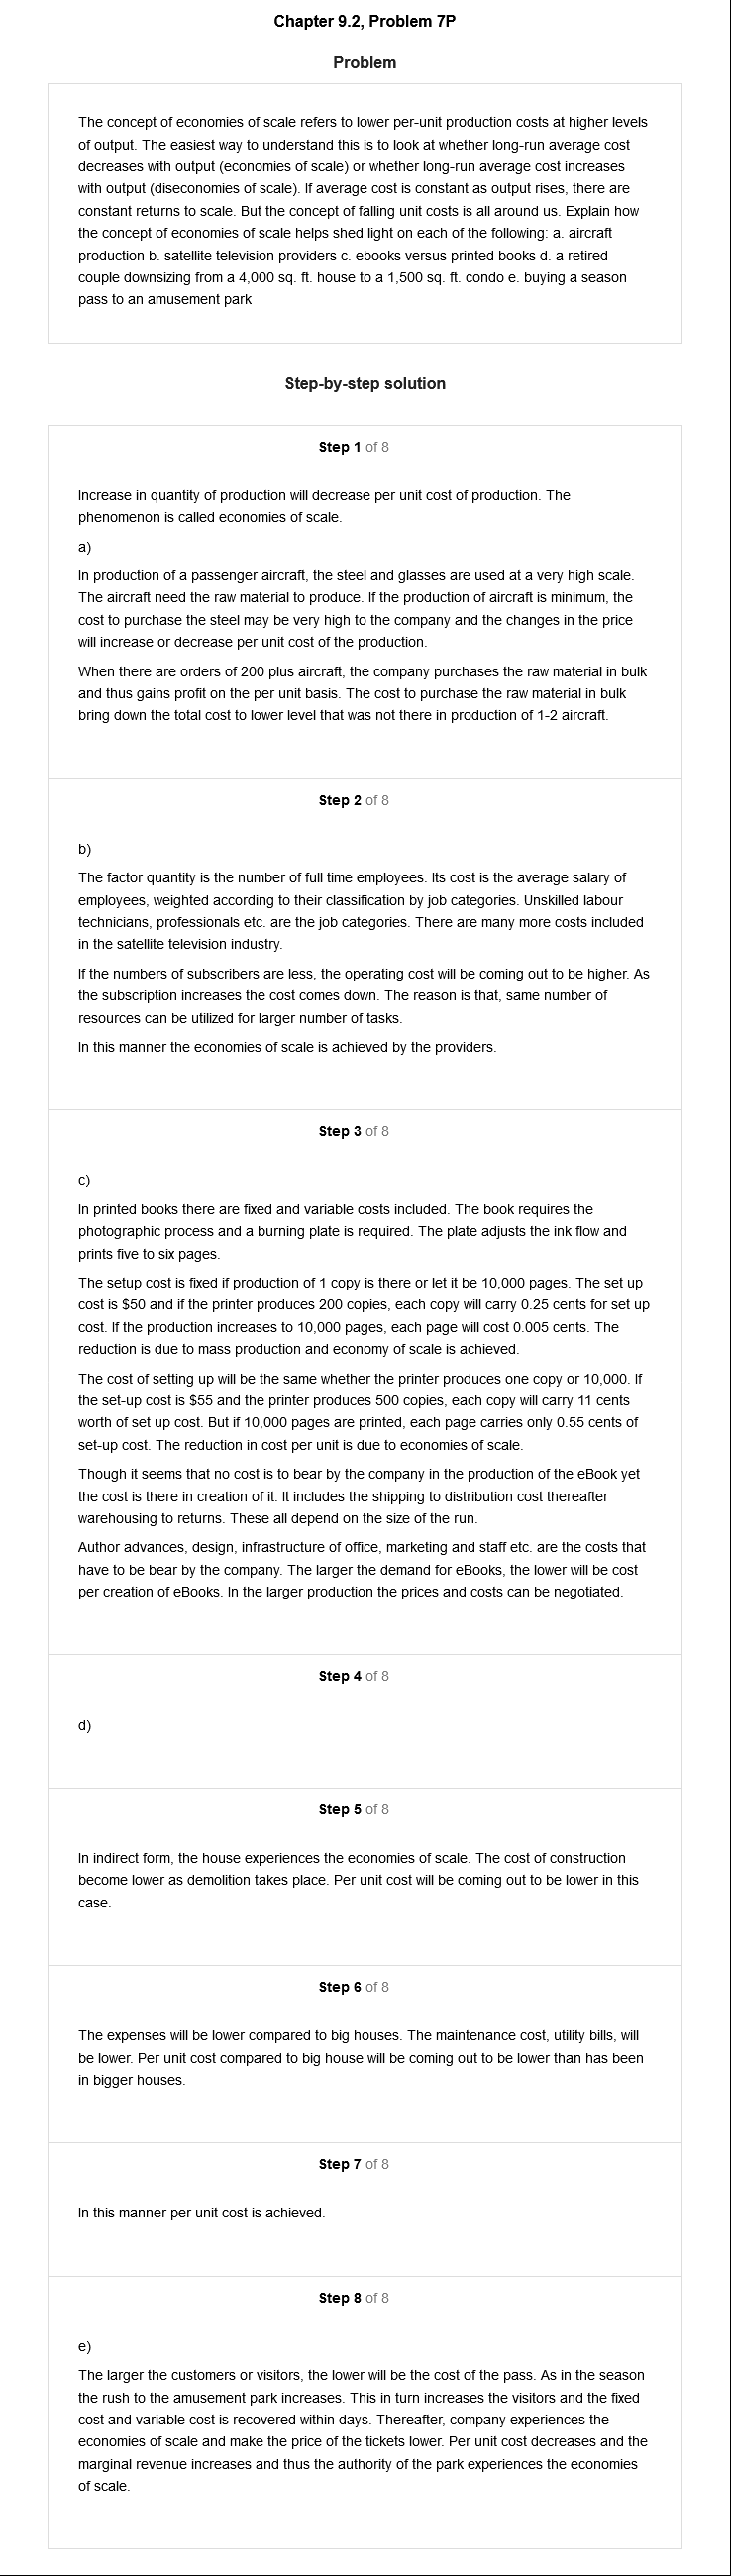 Chapter 9.2, Problem 7P
Problem
The concept of economies of scale refers to lower per-unit production costs at higher levels
of output. The easiest way to understand this is to look at whether long-run average cost
decreases with output (economies of scale) or whether long-run average cost increases
with output (diseconomies of scale). If average cost is constant as output rises, there are
constant returns to scale. But the concept of falling unit costs is all around us. Explain how
the concept of economies of scale helps shed light on each of the following: a. aircraft
production b. satellite television providers c. ebooks versus printed books d. a retired
couple downsizing from a 4,000 sq. ft. house to a 1,500 sq. ft. condo e. buying a season
pass to an amusement park
Step-by-step solution
Step 1 of 8
Increase in quantity of production will decrease per unit cost of production. The
phenomenon is called economies of scale.
a)
In production of a passenger aircraft, the steel and glasses are used at a very high scale.
The aircraft need the raw material to produce. If the production of aircraft is minimum, the
cost to purchase the steel may be very high to the company and the changes in the price
will increase or decrease per unit cost of the production.
When there are orders of 200 plus aircraft, the company purchases the raw material in bulk
and thus gains profit on the per unit basis. The cost to purchase the raw material in bulk
bring down the total cost to lower level that was not there in production of 1-2 aircraft.
Step 2 of 8
b)
The factor quantity is the number of full time employees. Its cost is the average salary of
employees, weighted according to their classification by job categories. Unskilled labour
technicians, professionals etc. are the job categories. There are many more costs included
in the satellite television industry.
If the numbers of subscribers are less, the operating cost will be coming out to be higher. As
the subscription increases the cost comes down. The reason is that, same number of
resources can be utilized for larger number of tasks.
In this manner the economies of scale is achieved by the providers.
Step 3 of 8
c)
In printed books there are fixed and variable costs included. The book requires the
photographic process and a burning plate is required. The plate adjusts the ink flow and
prints five to six pages.
The setup cost is fixed if production of 1 copy is there or let it be 10,000 pages. The set up
cost is $50 and if the printer produces 200 copies, each copy will carry 0.25 cents for set up
cost. If the production increases to 10,000 pages, each page will cost 0.005 cents. The
reduction is due to mass production and economy of scale is achieved.
The cost of setting up will be the same whether the printer produces one copy or 10,000. If
the set-up cost is $55 and the printer produces 500 copies, each copy will carry 11 cents
worth of set up cost. But if 10,000 pages are printed, each page carries only 0.55 cents of
set-up cost. The reduction in cost per unit is due to economies of scale.
Though it seems that no cost is to bear by the company in the production of the eBook yet
the cost is there in creation of it. It includes the shipping to distribution cost thereafter
warehousing to returns. These all depend on the size of the run.
Author advances, design, infrastructure of office, marketing and staff etc. are the costs that
have to be bear by the company. The larger the demand for eBooks, the lower will be cost
per creation of eBooks. In the larger production the prices and costs can be negotiated.
Step 4 of 8
d)
Step 5 of 8
In indirect form, the house experiences the economies of scale. The cost of construction
become lower as demolition takes place. Per unit cost will be coming out to be lower in this
case.
Step 6 of 8
The expenses will be lower compared to big houses. The maintenance cost, utility bills, will
be lower. Per unit cost compared to big house will be coming out to be lower than has been
in bigger houses.
Step 7 of 8
In this manner per unit cost is achieved.
Step 8 of 8
e)
The larger the customers or visitors, the lower will be the cost of the pass. As in the season
the rush to the amusement park increases. This in turn increases the visitors and the fixed
cost and variable cost is recovered within days. Thereafter, company experiences the
economies of scale and make the price of the tickets lower. Per unit cost decreases and the
marginal revenue increases and thus the authority of the park experiences the economies
of scale.